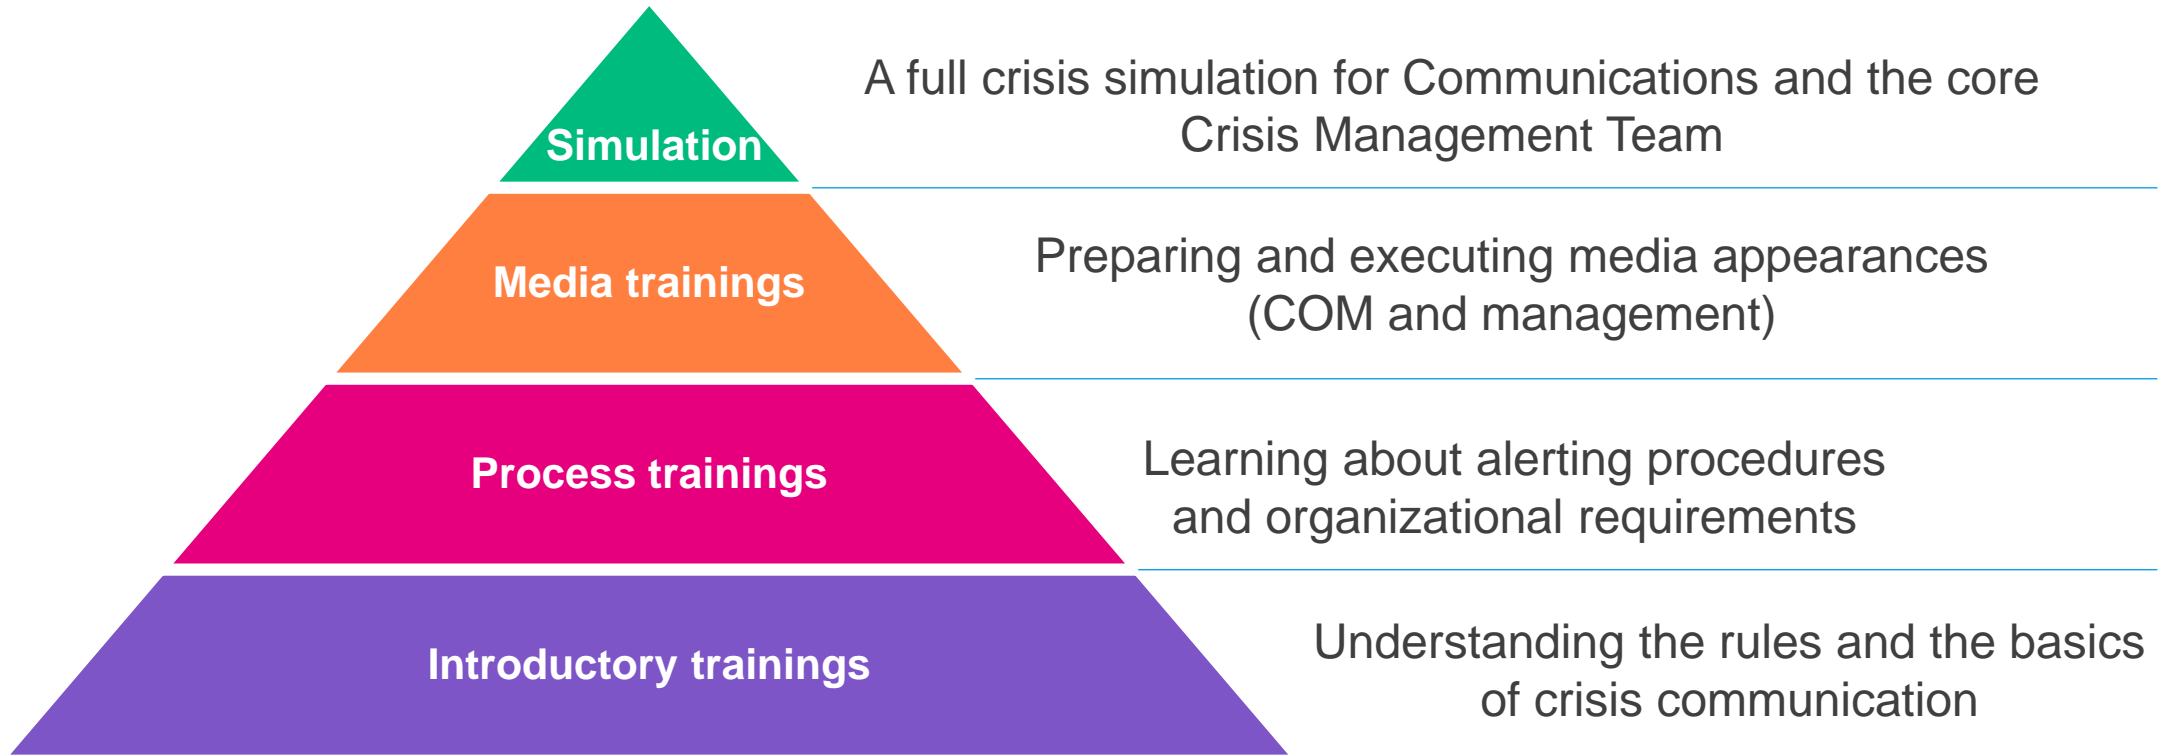 Simulation
A full crisis simulation for Communications and the core
Crisis Management Team
Media trainings
Preparing and executing media appearances
(COM and management)
Process trainings
Learning about alerting procedures
and organizational requirements
Introductory trainings
Understanding the rules and the basics
of crisis communication